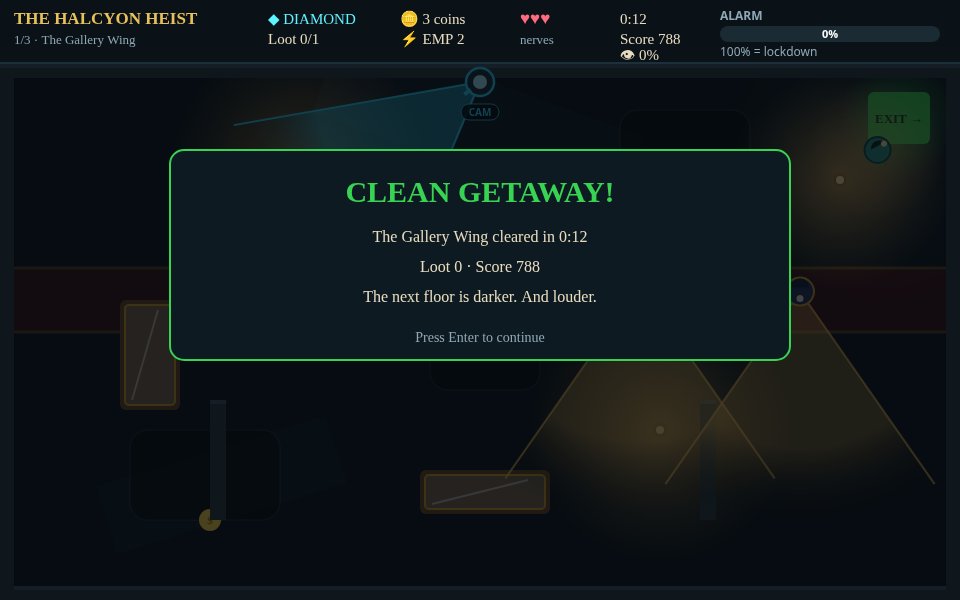 THE HALCYON HEIST
1/3 · The Gallery Wing
◆ DIAMOND
Loot 0/1
🪙 3 coins
⚡ EMP 2
♥♥♥
nerves
0:12
Score 788
👁 0%
ALARM
0%
100% = lockdown
CAM
EXIT →
CLEAN GETAWAY!
The Gallery Wing cleared in 0:12
Loot 0 · Score 788
The next floor is darker. And louder.
Press Enter to continue